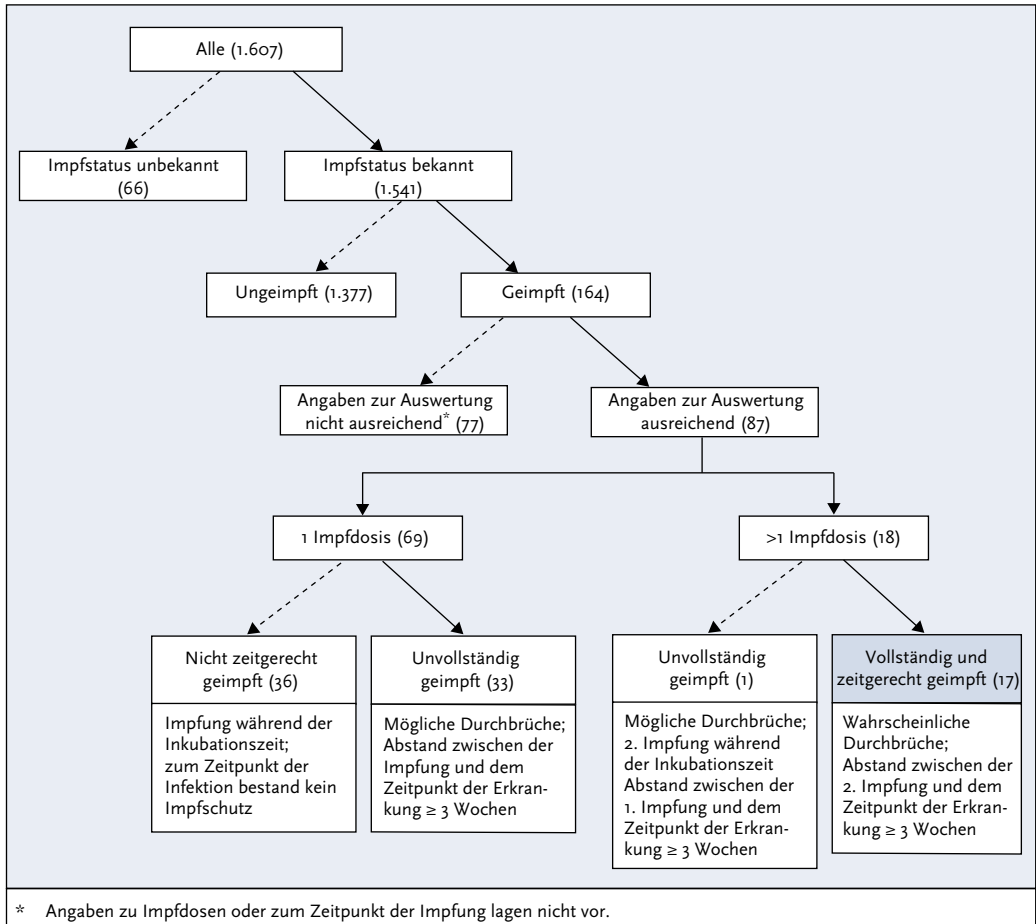 Alle (1.607)
Impfstatus unbekannt
(66)
Impfstatus bekannt
(1.541)
Ungeimpft (1.377)
Geimpft (164)
Angaben zur Auswertung
nicht ausreichend* (77)
Angaben zur Auswertung
ausreichend (87)
1 Impfdosis (69)
>1 Impfdosis (18)
Nicht zeitgerecht
geimpft (36)
Impfung während der
Inkubationszeit;
zum Zeitpunkt der
Infektion bestand kein
Impfschutz
Unvollständig
geimpft (33)
Mögliche Durchbrüche;
Abstand zwischen der
Impfung und dem
Zeitpunkt der Erkran-
kung ≥ 3 Wochen
Unvollständig
geimpft (1)
Mögliche Durchbrüche;
2. Impfung während
der Inkubationszeit
Abstand zwischen der
1. Impfung und dem
Zeitpunkt der Erkran-
kung ≥ 3 Wochen
Vollständig und
zeitgerecht geimpft (17)
Wahrscheinliche
Durchbrüche;
Abstand zwischen der
2. Impfung und dem
Zeitpunkt der Erkran-
kung ≥ 3 Wochen
* Angaben zu Impfdosen oder zum Zeitpunkt der Impfung lagen nicht vor.